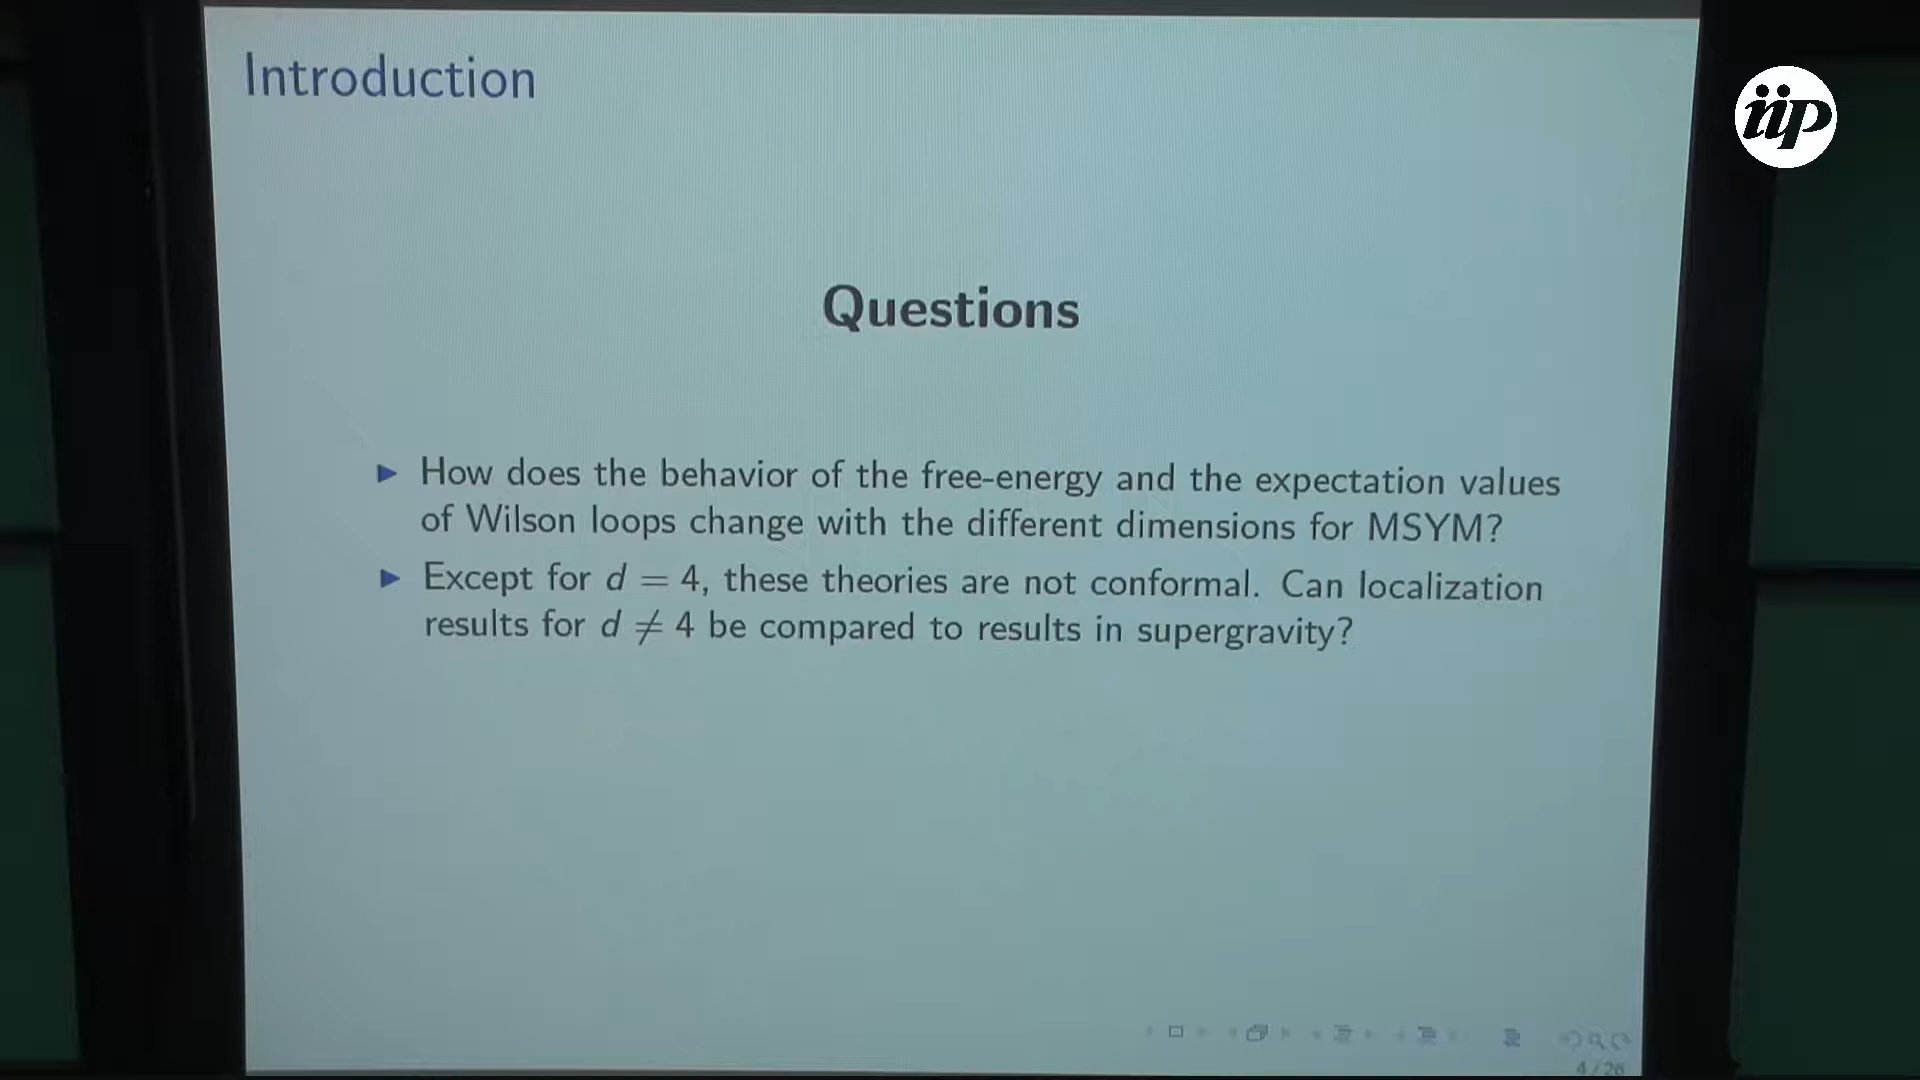 Introduction
iip
Questions
► How does the behavior of the free-energy and the expectation values
of Wilson loops change with the different dimensions for MSYM?
► Except for d = 4, these theories are not conformal. Can localization
results for d ≠ 4 be compared to results in supergravity?
4 / 26